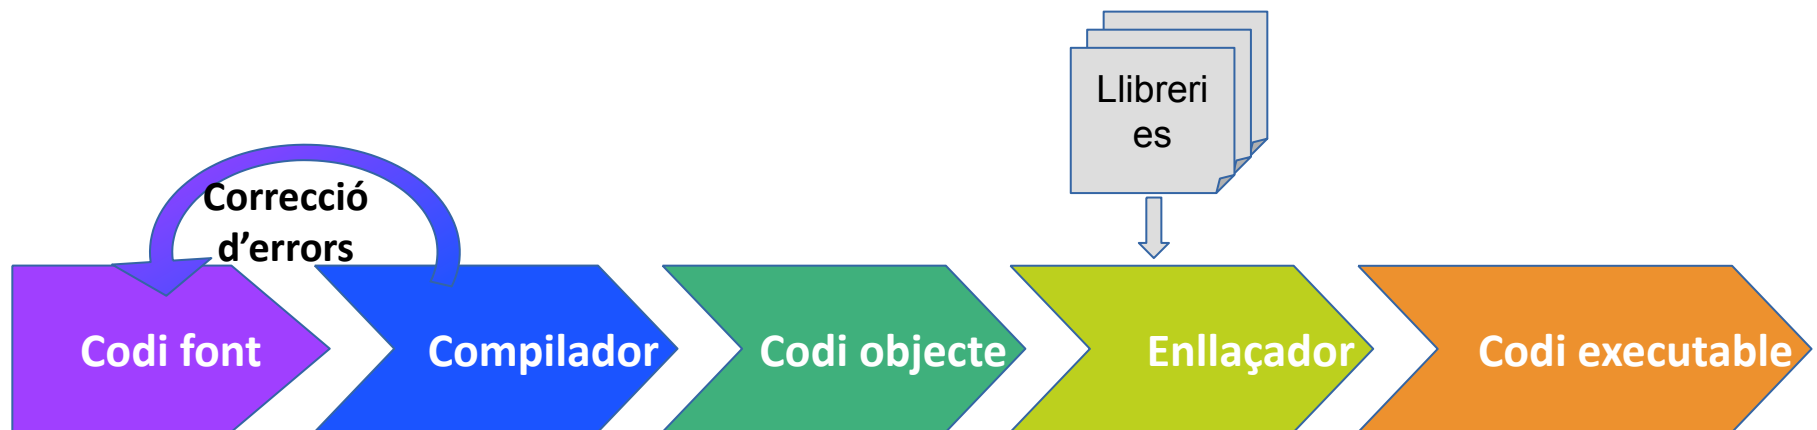 Llibreri
es
Correcció
d’errors
Codi font
Compilador
Codi objecte
Enllaçador
Codi executable